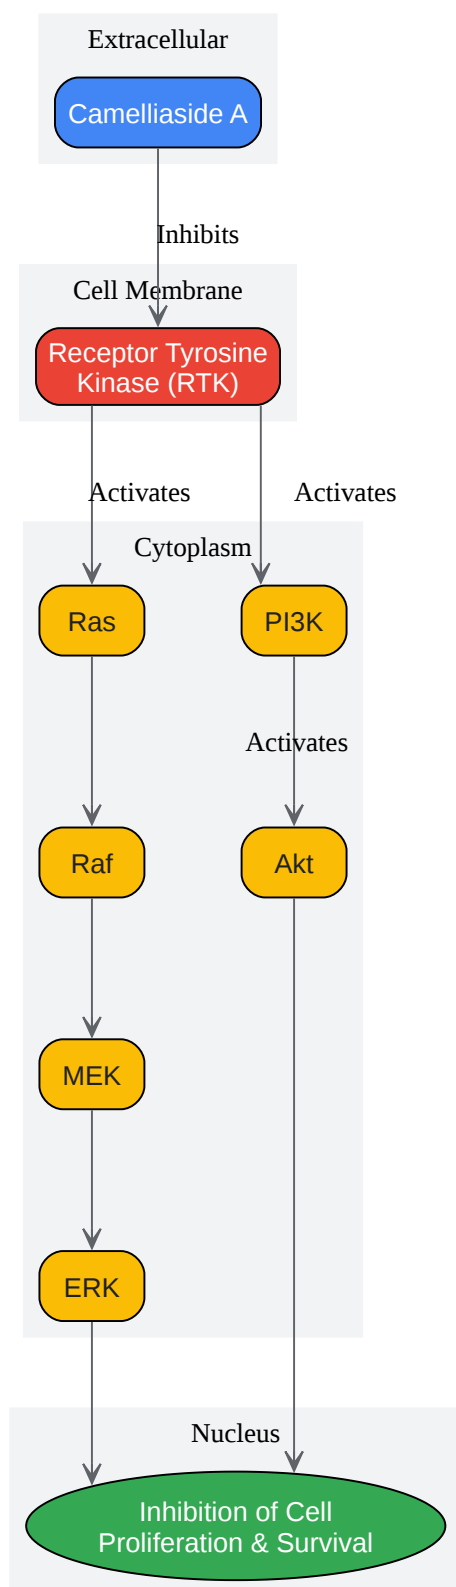 Extracellular
Camelliaside A
Inhibits
Cell Membrane
Receptor Tyrosine
Kinase (RTK)
Activates
Activates
Cytoplasm
Ras
PI3K
Activates
Raf
Akt
MEK
ERK
Nucleus
Inhibition of Cell
Proliferation & Survival